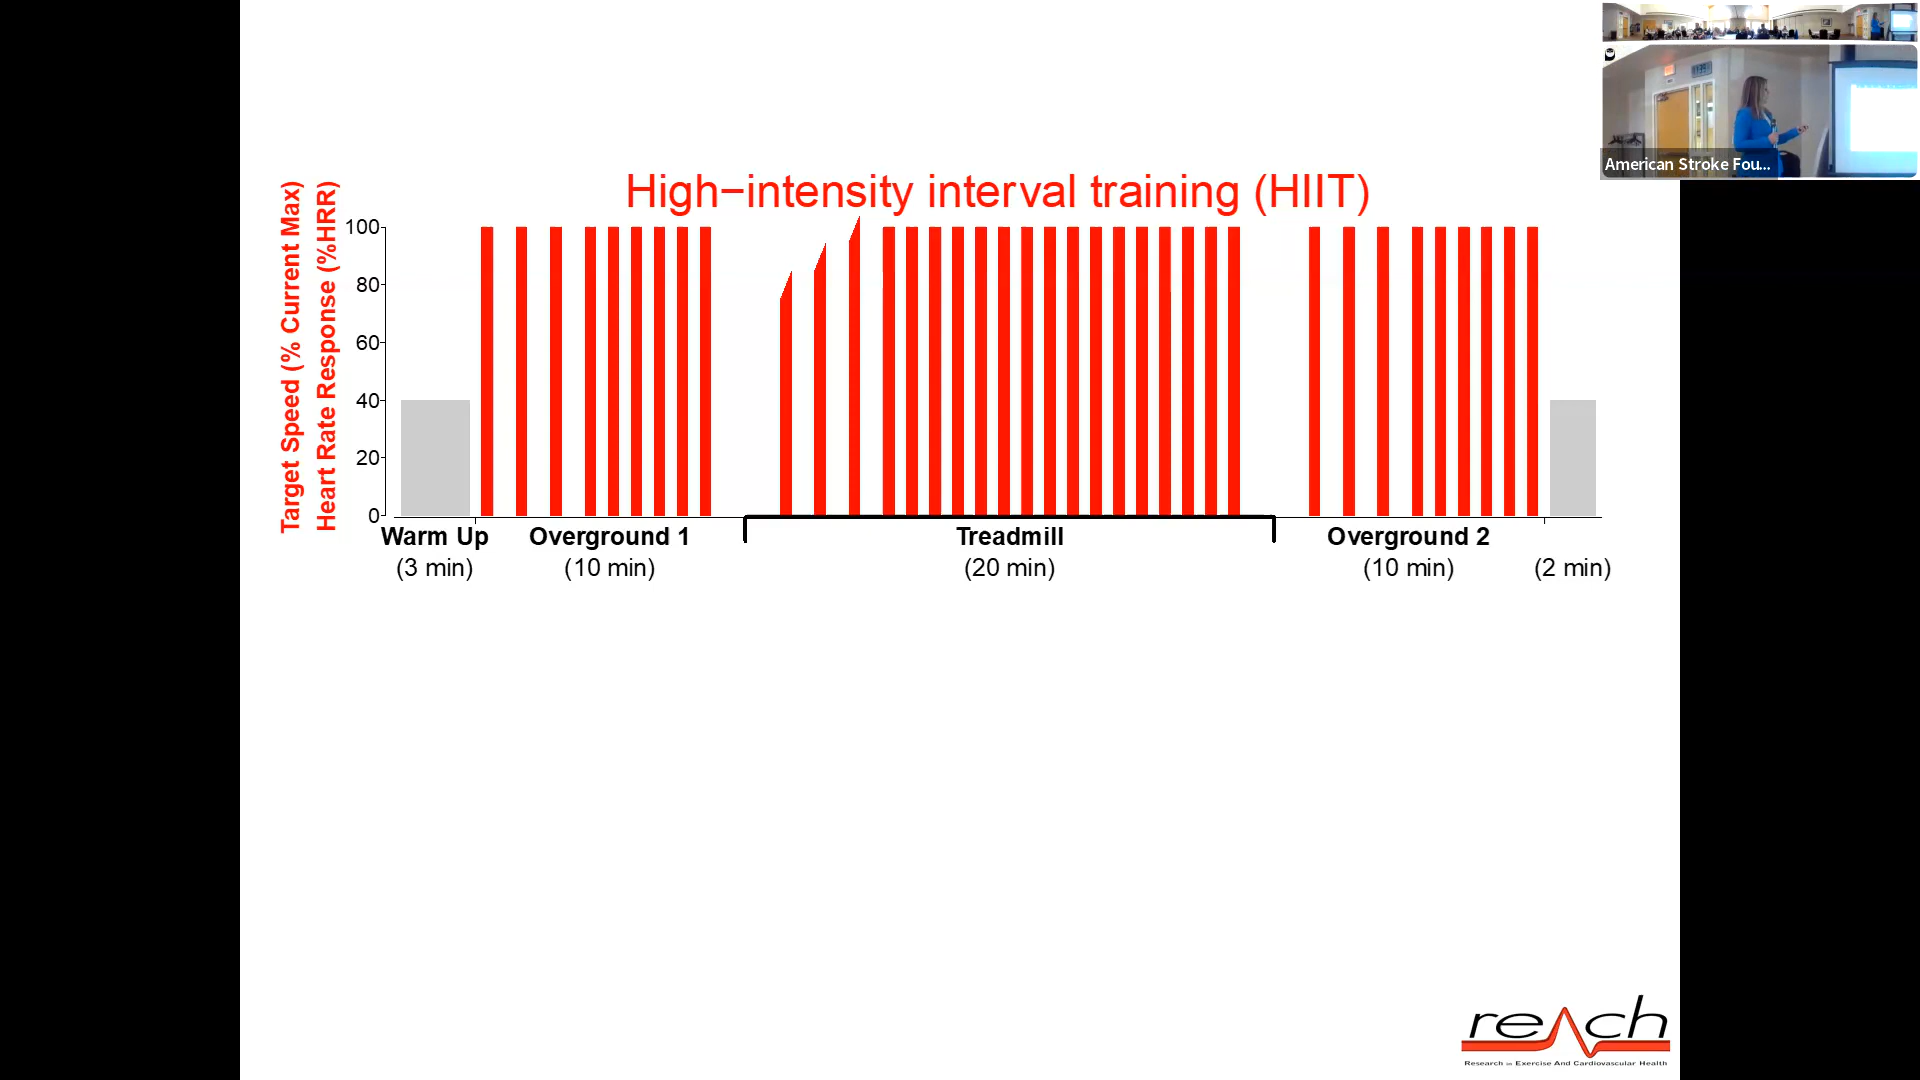 American Stroke Fou...
High−intensity interval training (HIIT)
Target Speed (% Current Max)
Heart Rate Response (%HRR)
100
80
60
40
20
0
Warm Up
(3 min)
Overground 1
(10 min)
Treadmill
(20 min)
Overground 2
(10 min)
(2 min)
reach
Research in Exercise And Cardiovascular Health